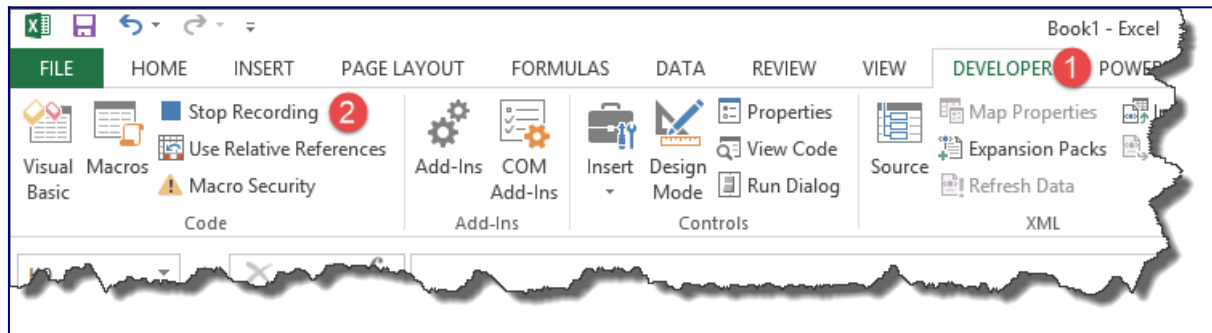 Book1 - Excel
FILE HOME INSERT PAGE LAYOUT FORMULAS DATA REVIEW VIEW DEVELOPER 1
Stop Recording 2
Use Relative References
Macro Security
Visual Basic
Macros
Code
Add-Ins
COM Add-Ins
Add-Ins
Insert
Design Mode
Properties
View Code
Run Dialog
Controls
Source
Map Properties
Expansion Packs
Refresh Data
XML